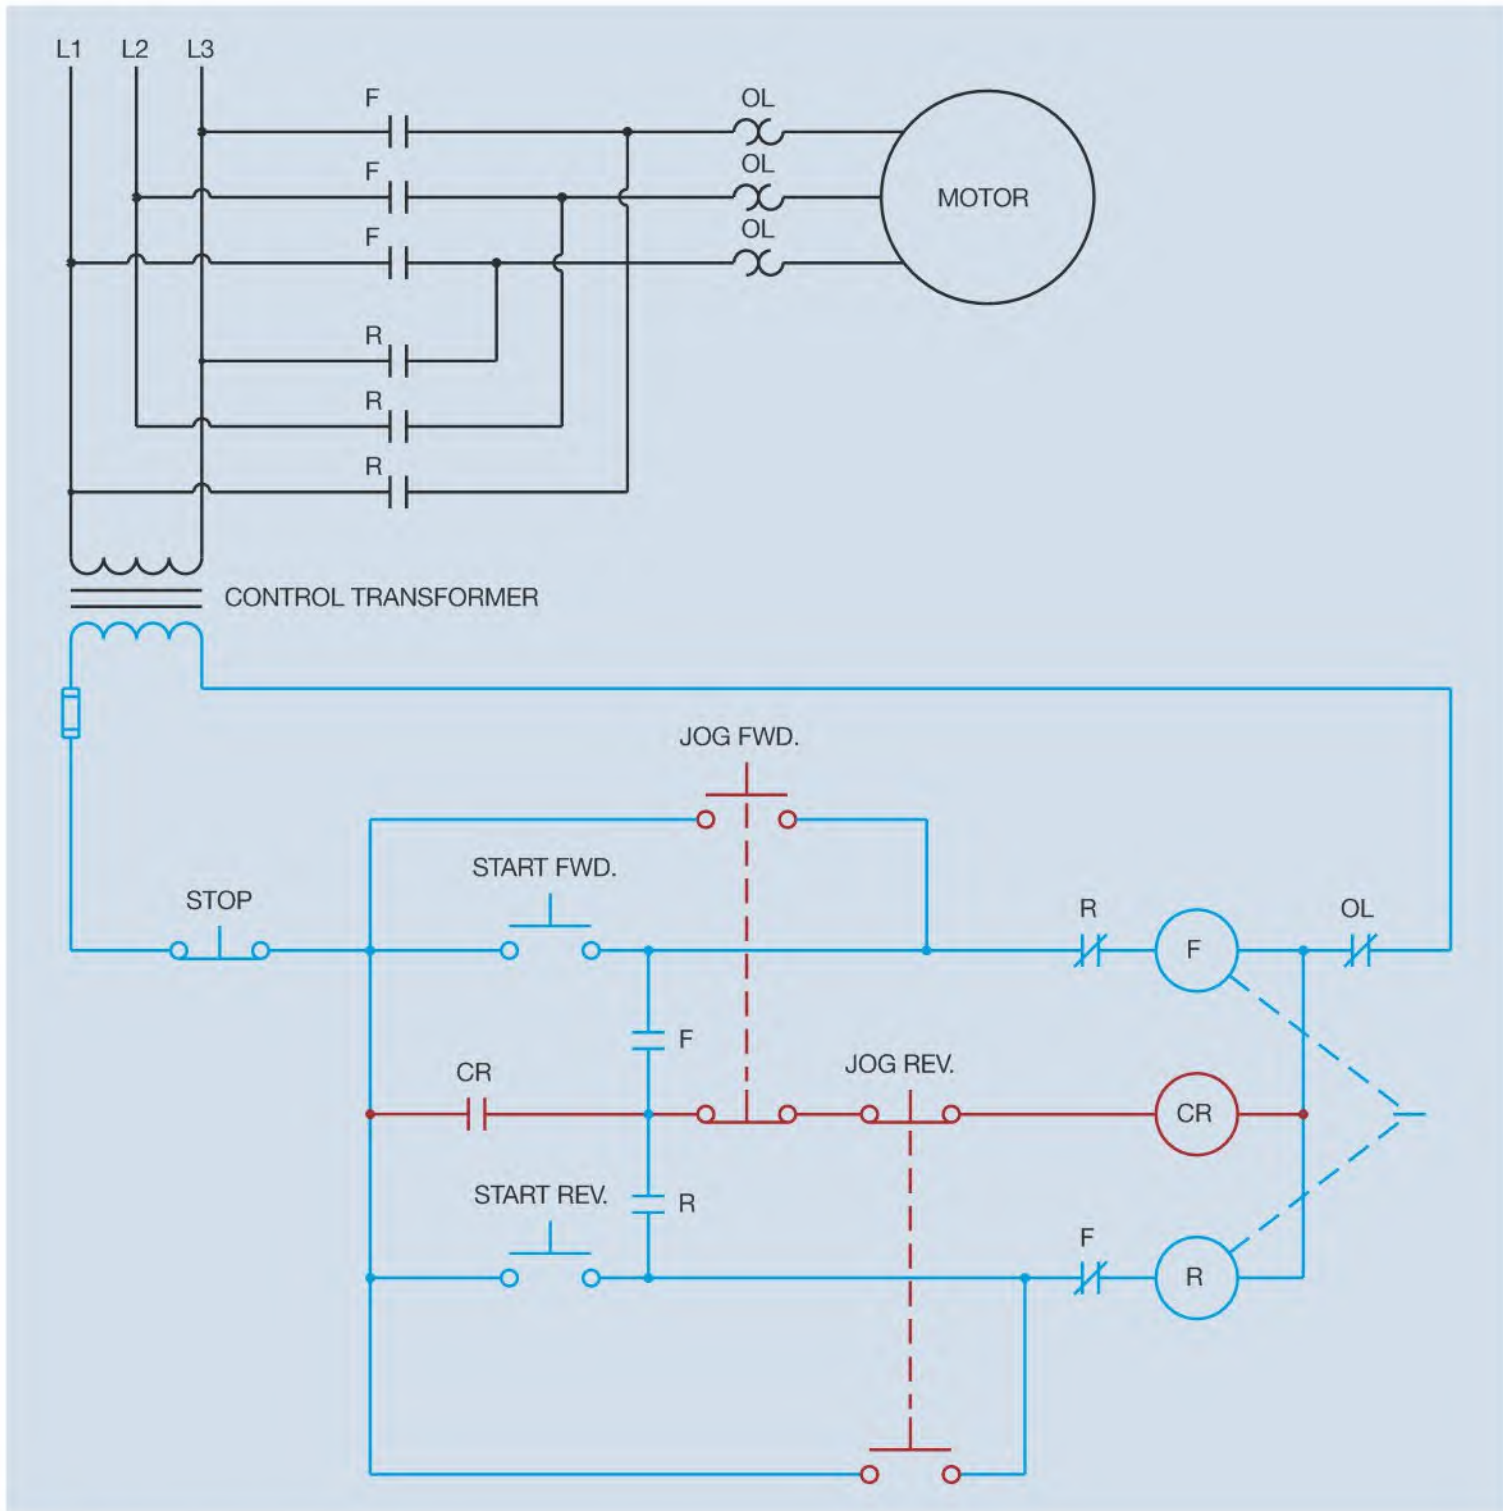 L1 L2 L3
F
OL
F
OL
F
OL
MOTOR
R
R
R
CONTROL TRANSFORMER
JOG FWD.
START FWD.
STOP
R
F
OL
F
CR
JOG REV.
CR
START REV.
R
F
R